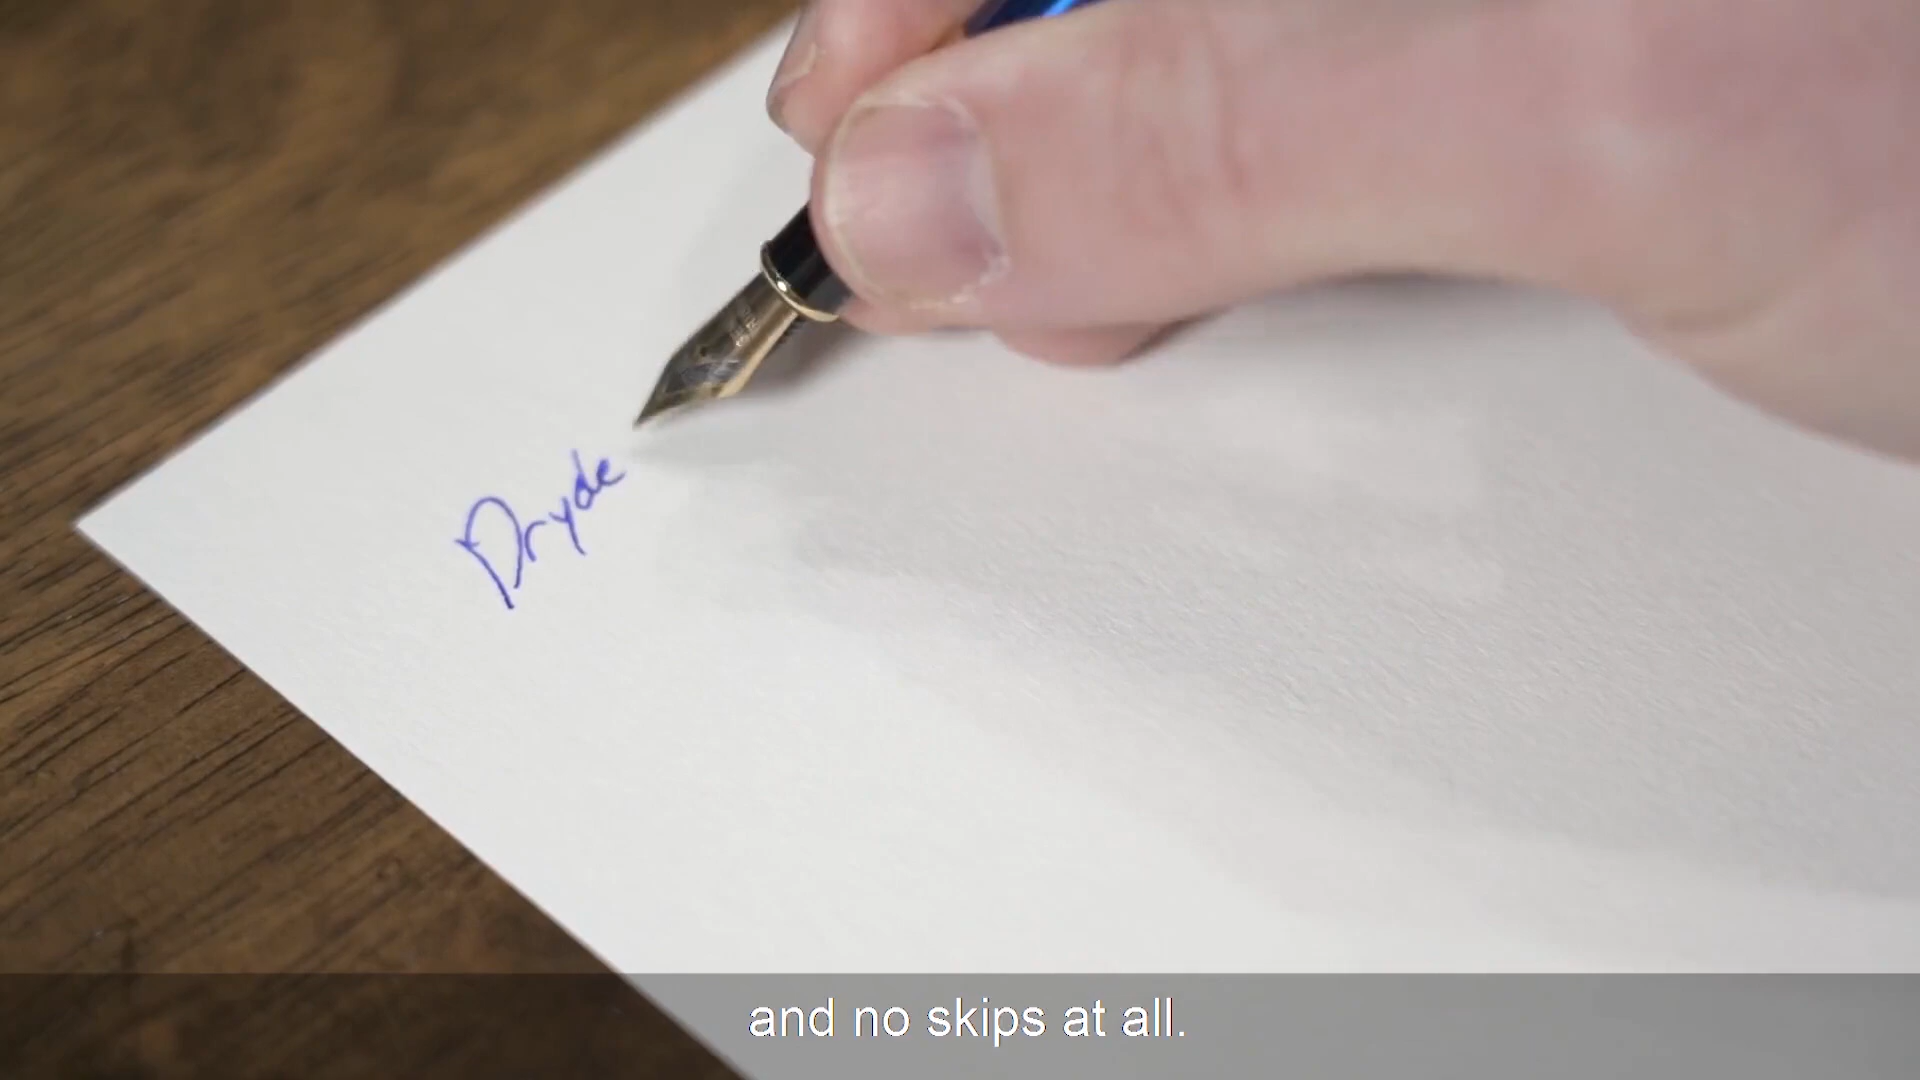 Dryde
and no skips at all.